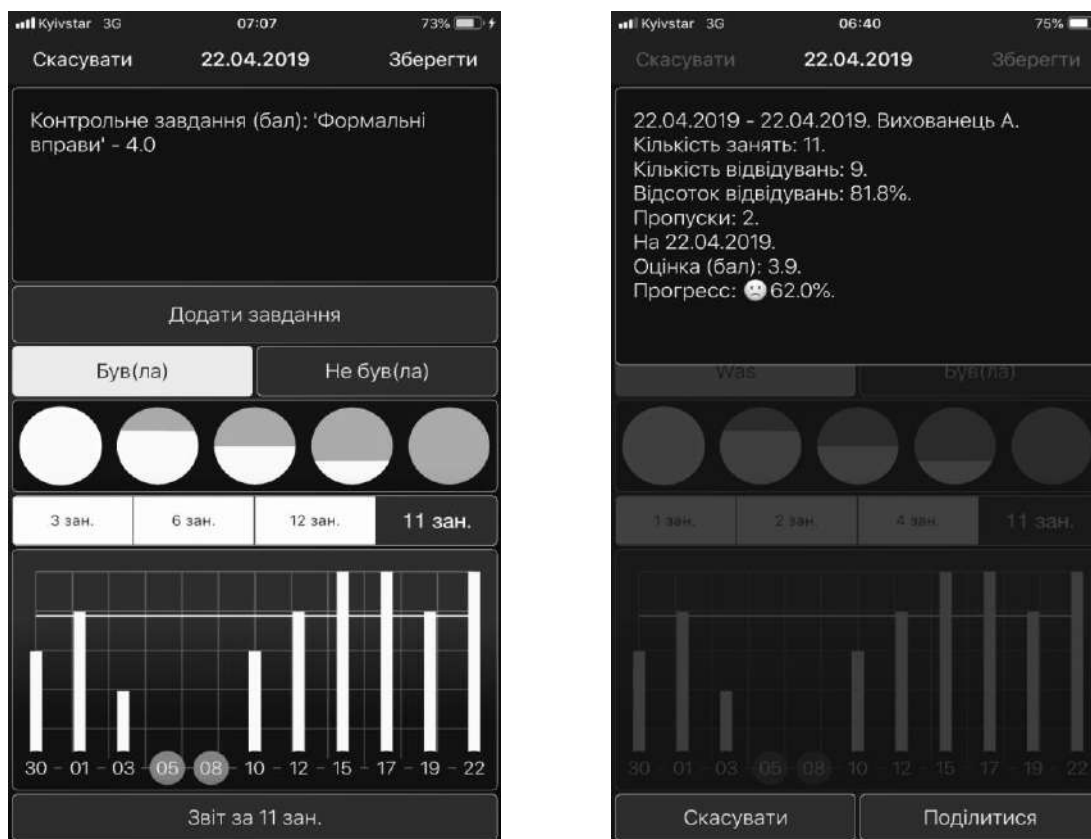 Kyivstar 3G 07:07 73%
Скасувати 22.04.2019 Зберегти
Контрольне завдання (бал): 'Формальні
вправи' - 4.0
Додати завдання
Був(ла) Не був(ла)
3 зан. 6 зан. 12 зан. 11 зан.
30 - 01 - 03 - 05 - 08 - 10 - 12 - 15 - 17 - 19 - 22
Звіт за 11 зан.
Kyivstar 3G 06:40 75%
Скасувати 22.04.2019 Зберегти
22.04.2019 - 22.04.2019. Вихованець А.
Кількість занять: 11.
Кількість відвідувань: 9.
Відсоток відвідувань: 81.8%.
Пропуски: 2.
На 22.04.2019.
Оцінка (бал): 3.9.
Прогресс: 🙁62.0%.
Was Був(ла)
1 зан. 2 зан. 4 зан. 11 зан.
30 - 01 - 03 - 05 - 08 - 10 - 12 - 15 - 17 - 19 - 22
Скасувати Поділитися